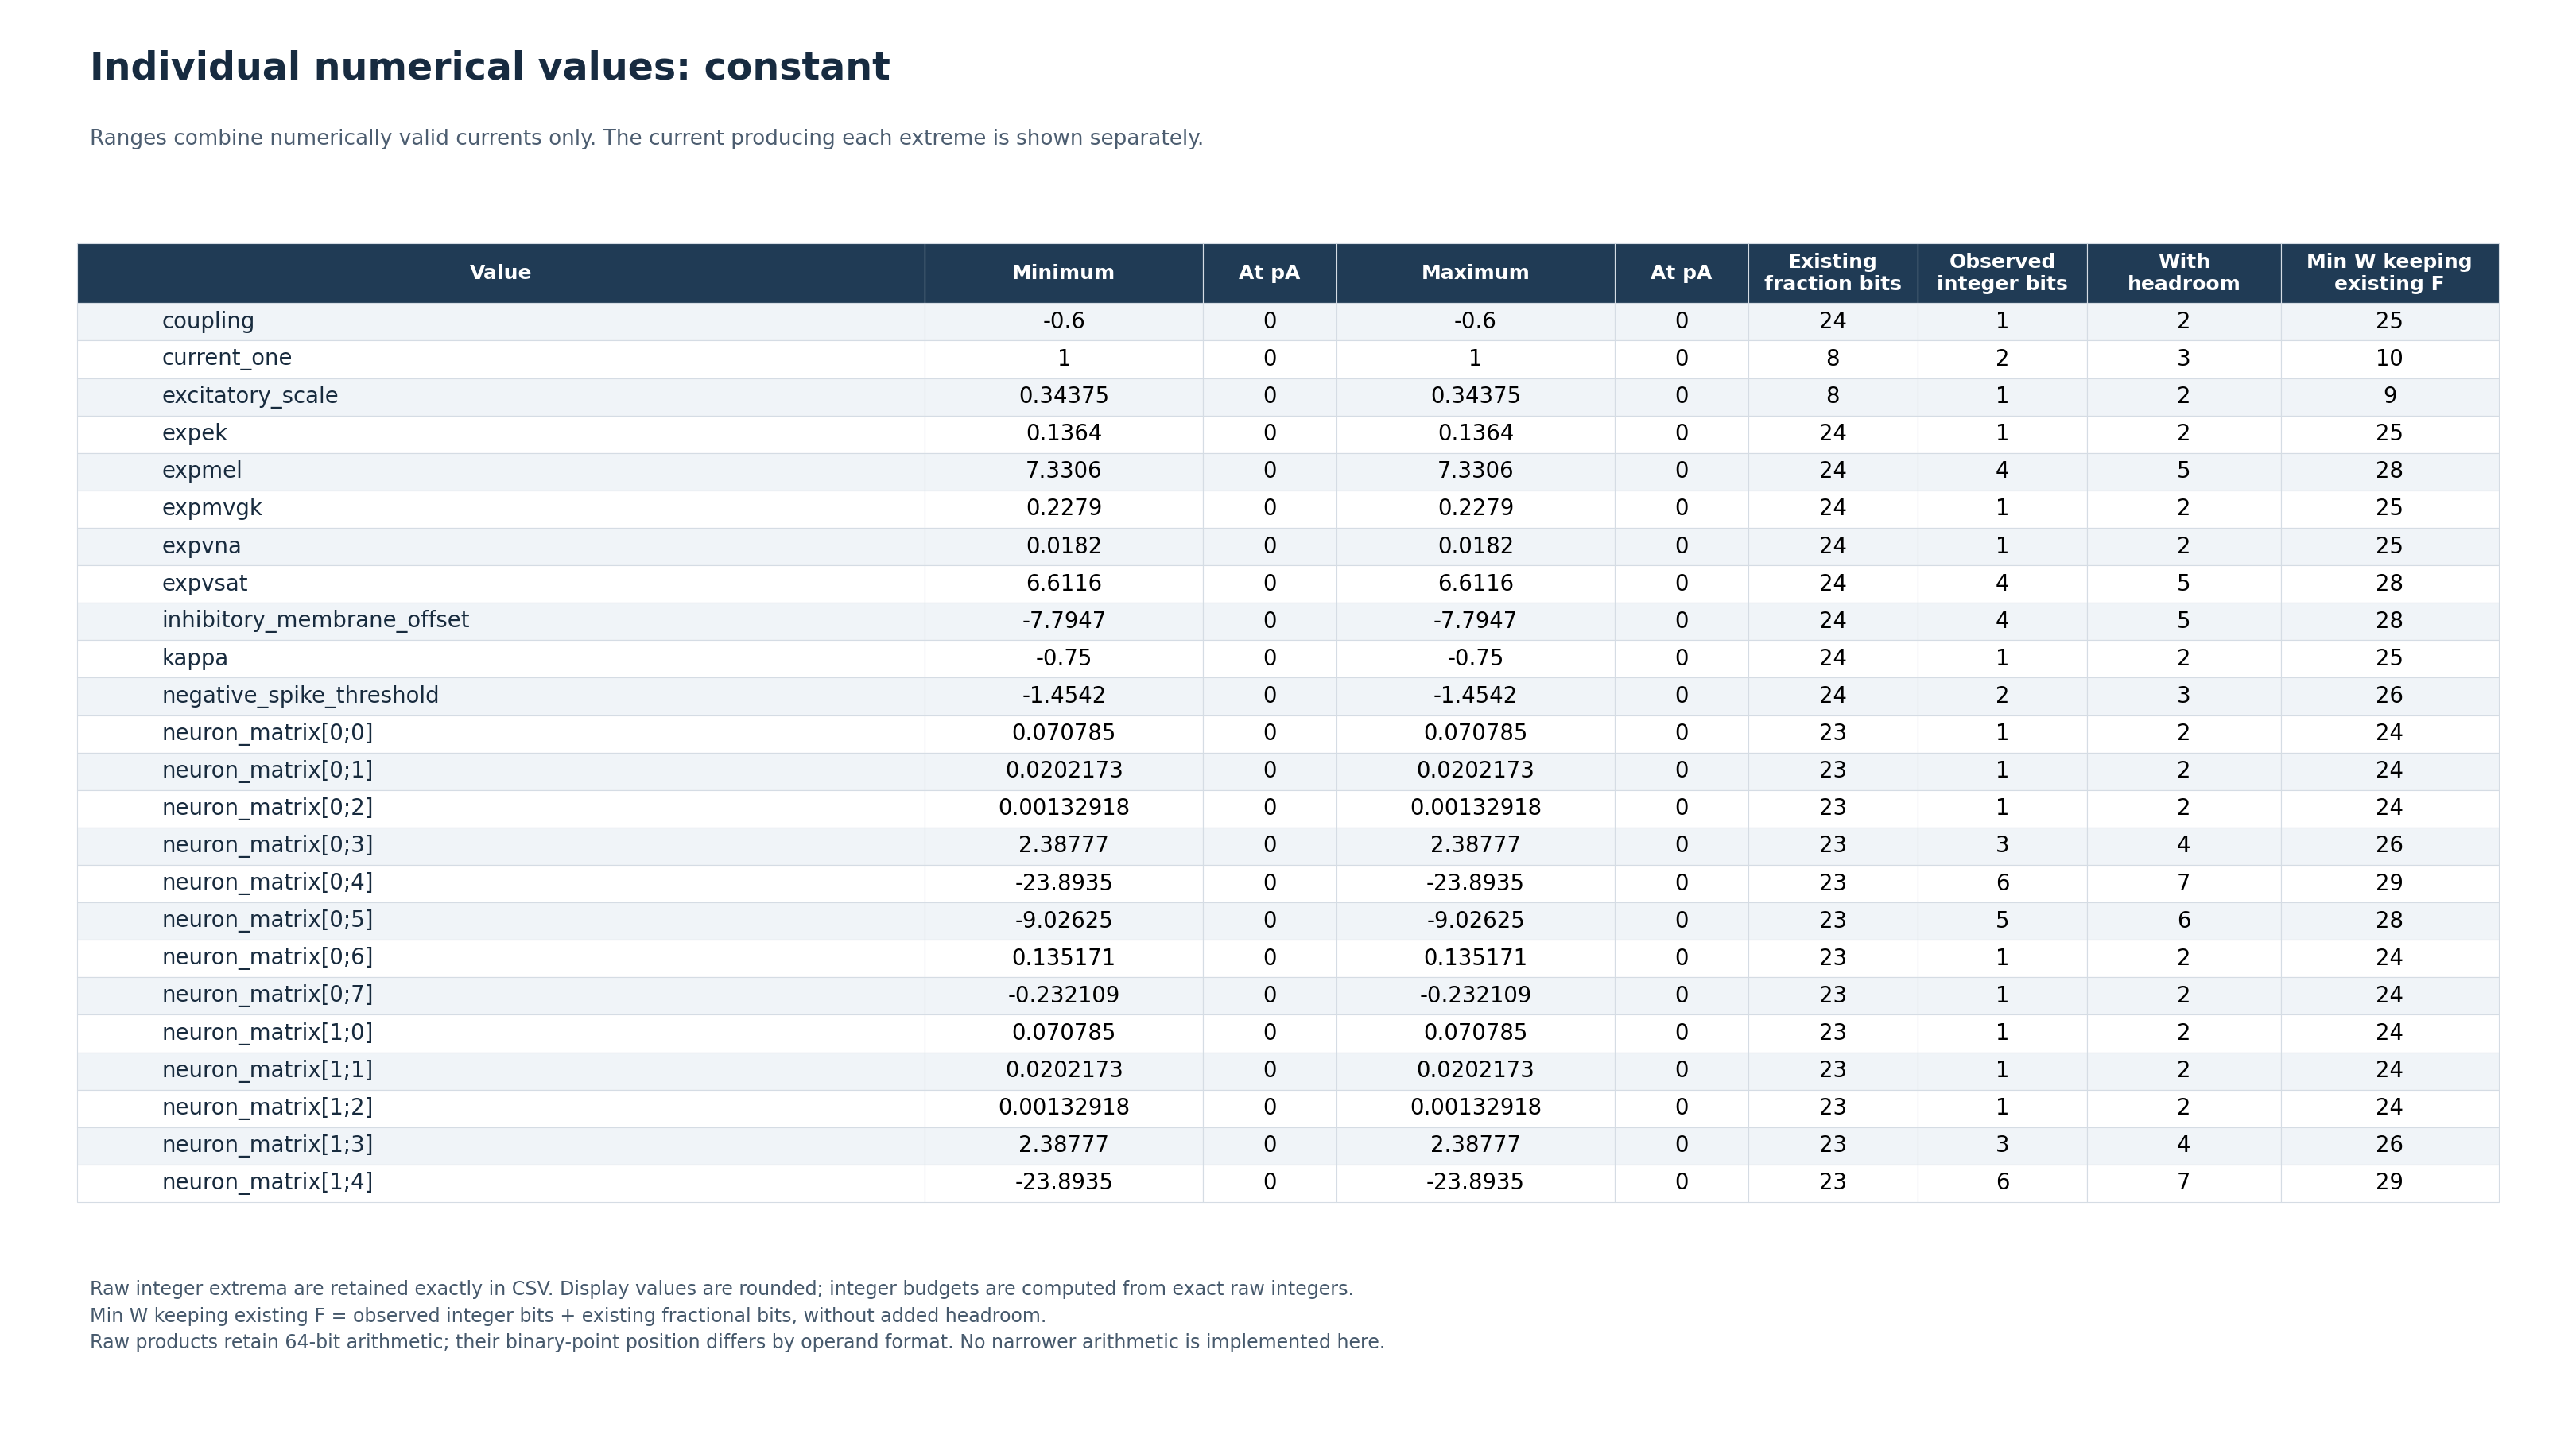 Individual numerical values: constant
Ranges combine numerically valid currents only. The current producing each extreme is shown separately.
Value Minimum At pA Maximum At pA Existing fraction bits Observed integer bits With headroom Min W keeping existing F
coupling -0.6 0 -0.6 0 24 1 2 25
current_one 1 0 1 0 8 2 3 10
excitatory_scale 0.34375 0 0.34375 0 8 1 2 9
expek 0.1364 0 0.1364 0 24 1 2 25
expmel 7.3306 0 7.3306 0 24 4 5 28
expmvgk 0.2279 0 0.2279 0 24 1 2 25
expvna 0.0182 0 0.0182 0 24 1 2 25
expvsat 6.6116 0 6.6116 0 24 4 5 28
inhibitory_membrane_offset -7.7947 0 -7.7947 0 24 4 5 28
kappa -0.75 0 -0.75 0 24 1 2 25
negative_spike_threshold -1.4542 0 -1.4542 0 24 2 3 26
neuron_matrix[0;0] 0.070785 0 0.070785 0 23 1 2 24
neuron_matrix[0;1] 0.0202173 0 0.0202173 0 23 1 2 24
neuron_matrix[0;2] 0.00132918 0 0.00132918 0 23 1 2 24
neuron_matrix[0;3] 2.38777 0 2.38777 0 23 3 4 26
neuron_matrix[0;4] -23.8935 0 -23.8935 0 23 6 7 29
neuron_matrix[0;5] -9.02625 0 -9.02625 0 23 5 6 28
neuron_matrix[0;6] 0.135171 0 0.135171 0 23 1 2 24
neuron_matrix[0;7] -0.232109 0 -0.232109 0 23 1 2 24
neuron_matrix[1;0] 0.070785 0 0.070785 0 23 1 2 24
neuron_matrix[1;1] 0.0202173 0 0.0202173 0 23 1 2 24
neuron_matrix[1;2] 0.00132918 0 0.00132918 0 23 1 2 24
neuron_matrix[1;3] 2.38777 0 2.38777 0 23 3 4 26
neuron_matrix[1;4] -23.8935 0 -23.8935 0 23 6 7 29
Raw integer extrema are retained exactly in CSV. Display values are rounded; integer budgets are computed from exact raw integers.
Min W keeping existing F = observed integer bits + existing fractional bits, without added headroom.
Raw products retain 64-bit arithmetic; their binary-point position differs by operand format. No narrower arithmetic is implemented here.